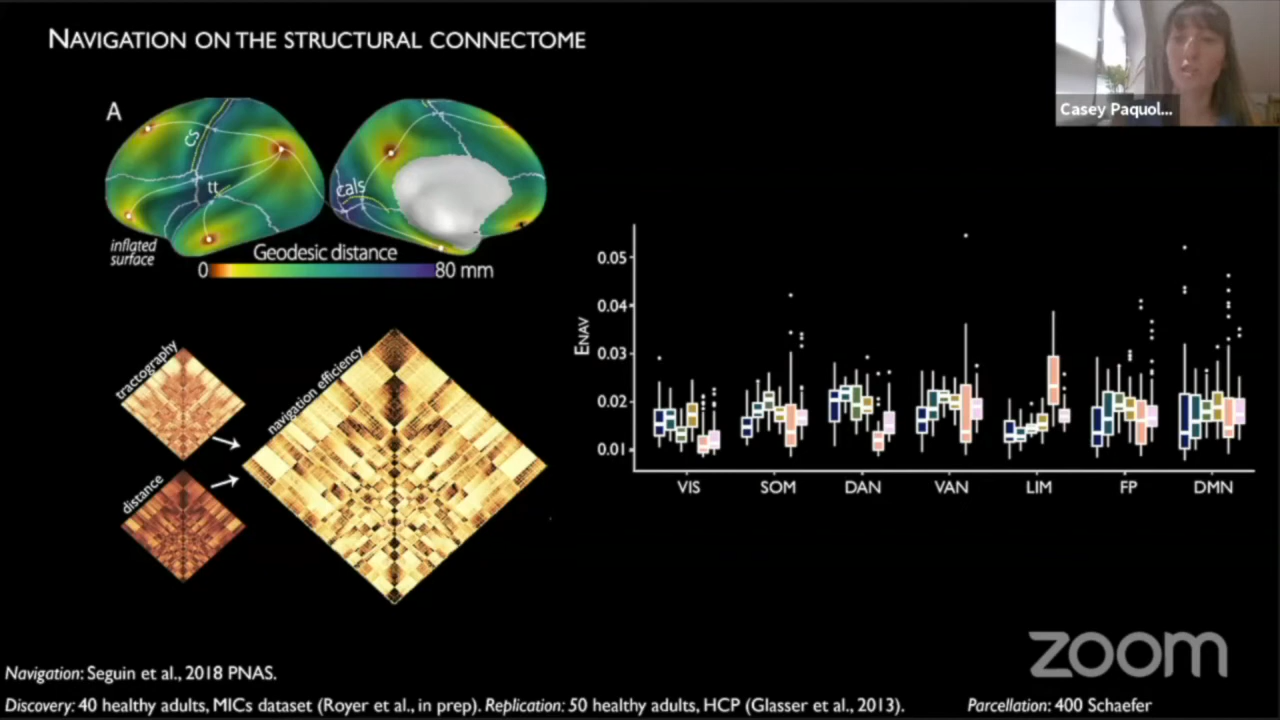 NAVIGATION ON THE STRUCTURAL CONNECTOME
Casey Paquol...
A
CS
tt
cals
inflated
surface
Geodesic distance
0
80 mm
tractography
navigation efficiency
distance
ENAV
0.05
0.04
0.03
0.02
0.01
VIS
SOM
DAN
VAN
LIM
FP
DMN
zoom
Navigation: Seguin et al., 2018 PNAS.
Discovery: 40 healthy adults, MICs dataset (Royer et al., in prep). Replication: 50 healthy adults, HCP (Glasser et al., 2013).
Parcellation: 400 Schaefer